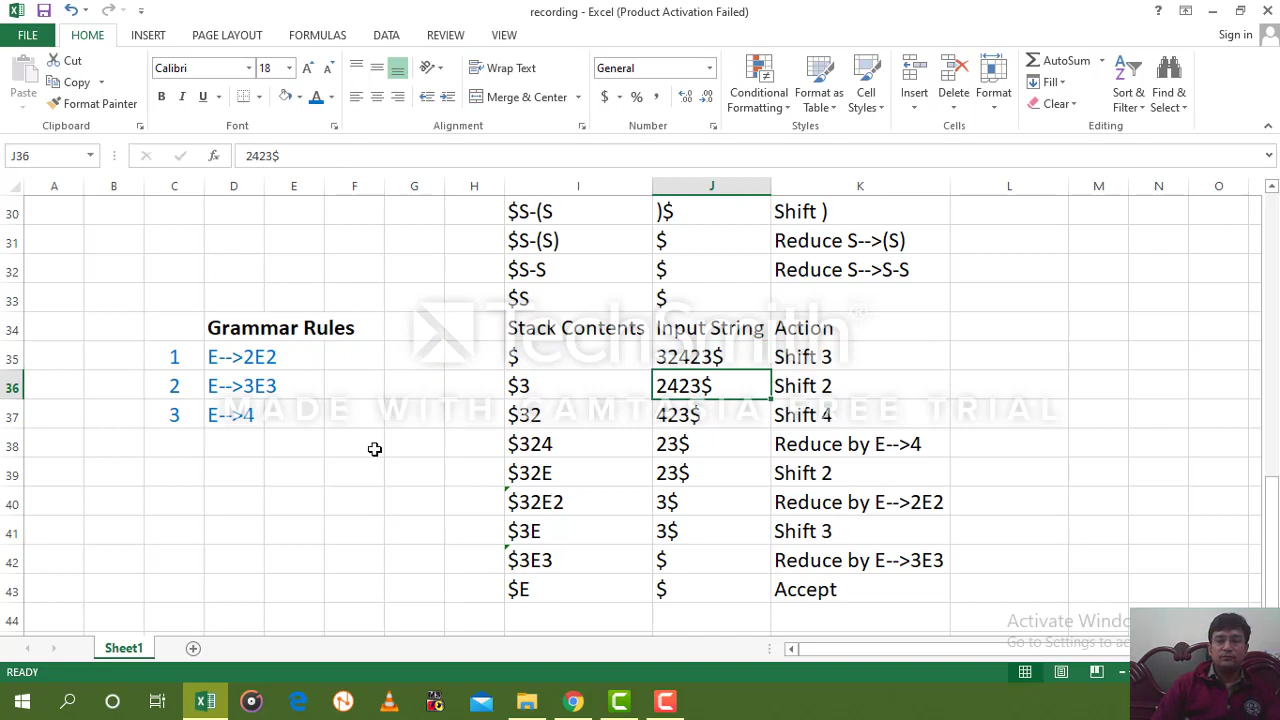 recording - Excel (Product Activation Failed)
?
FILE HOME INSERT PAGE LAYOUT FORMULAS DATA REVIEW VIEW Sign in
Paste Cut Copy Format Painter
Calibri 18 A A Wrap Text General
B I U A Merge & Center $ % ,
Conditional Formatting Format as Table Cell Styles
Insert Delete Format
AutoSum Fill Clear Sort & Filter Find & Select
Clipboard Font Alignment Number Styles Cells Editing
J36 fx 2423$
A B C D E F G H I J K L M N O
30 $S-(S )$ Shift )
31 $S-(S) $ Reduce S-->(S)
32 $S-S $ Reduce S-->S-S
33 $S $
TechSmith
34 Grammar Rules Stack Contents Input String Action
35 1 E-->2E2 $ 32423$ Shift 3
36 2 E-->3E3 $3 2423$ Shift 2
MADE WITH CAMTASIA FREE TRIAL
37 3 E-->4 $32 423$ Shift 4
38 $324 23$ Reduce by E-->4
39 $32E 23$ Shift 2
40 $32E2 3$ Reduce by E-->2E2
41 $3E 3$ Shift 3
42 $3E3 $ Reduce by E-->3E3
43 $E $ Accept
44
Activate
Go to Settings to
Sheet1
READY